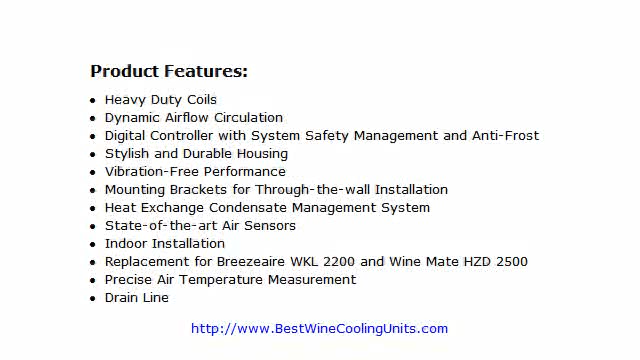 Product Features:
• Heavy Duty Coils
• Dynamic Airflow Circulation
• Digital Controller with System Safety Management and Anti-Frost
• Stylish and Durable Housing
• Vibration-Free Performance
• Mounting Brackets for Through-the-wall Installation
• Heat Exchange Condensate Management System
• State-of-the-art Air Sensors
• Indoor Installation
• Replacement for Breezeaire WKL 2200 and Wine Mate HZD 2500
• Precise Air Temperature Measurement
• Drain Line
http://www.BestWineCoolingUnits.com